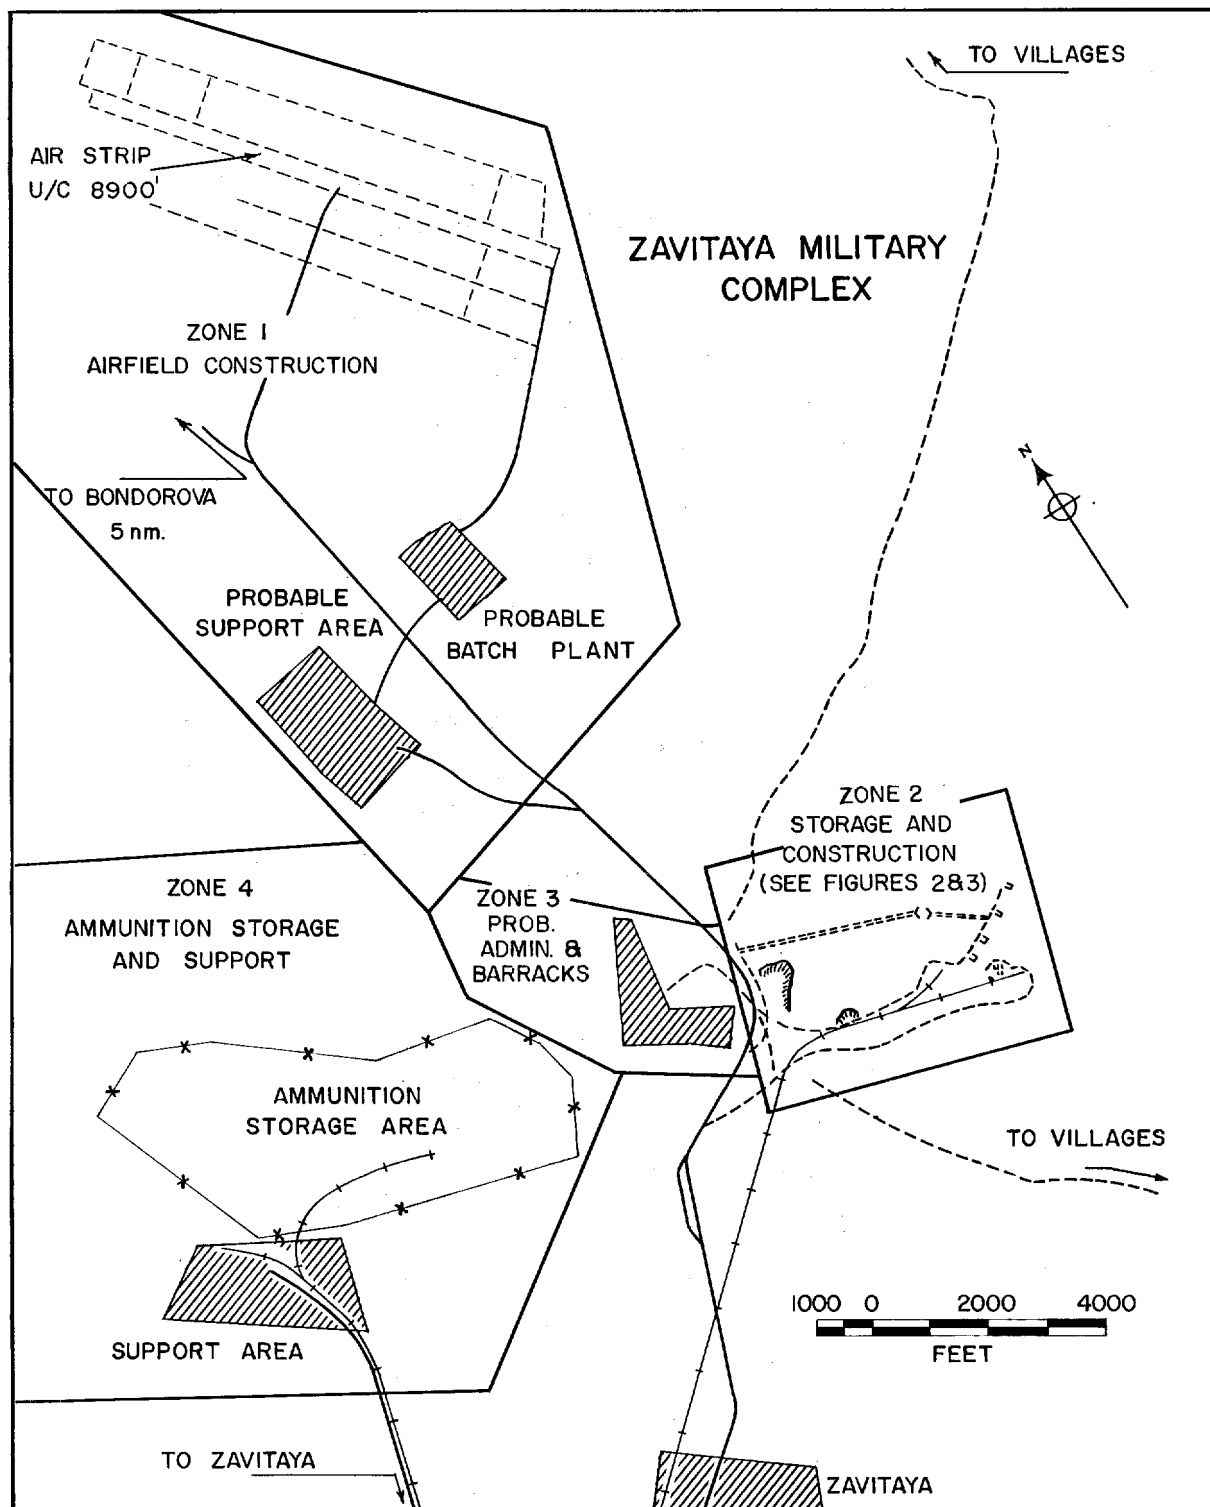 TO VILLAGES
AIR STRIP
U/C 8900'
ZAVITAYA MILITARY
COMPLEX
ZONE 1
AIRFIELD CONSTRUCTION
N
TO BONDOROVA
5 nm.
PROBABLE
SUPPORT AREA
PROBABLE
BATCH PLANT
ZONE 2
STORAGE AND
CONSTRUCTION
(SEE FIGURES 2&3)
ZONE 4
AMMUNITION STORAGE
AND SUPPORT
ZONE 3
PROB.
ADMIN. &
BARRACKS
AMMUNITION
STORAGE AREA
TO VILLAGES
1000 0 2000 4000
FEET
SUPPORT AREA
TO ZAVITAYA
ZAVITAYA